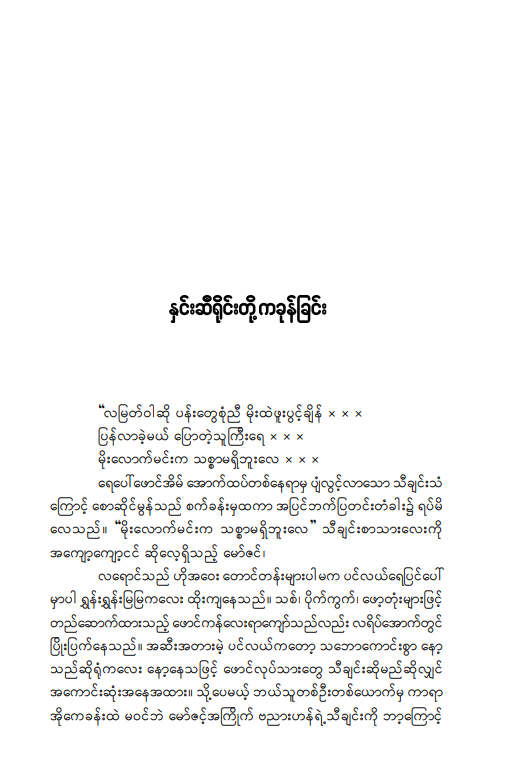 နှင်းဆီရိုင်းတို့ကခုန်ခြင်း
“လမြတ်ဝါဆို ပန်းတွေစုံညီ မိုးထဲဖူးပွင့်ချိန် × × ×
ပြန်လာခဲ့မယ် ပြောတဲ့သူကြီးရေ × × ×
မိုးလောက်မင်းက သစ္စာမရှိဘူးလေ × × ×
ရေပေါ်ဖောင်အိမ် အောက်ထပ်တစ်နေရာမှ ပျံလွင့်လာသော သီချင်းသံ
ကြောင့် စောဆိုင်မွန်သည် စက်ခန်းမှထကာ အပြင်ဘက်ပြတင်းတံခါး၌ ရပ်မိ
လေသည်။ “မိုးလောက်မင်းက သစ္စာမရှိဘူးလေ” သီချင်းစာသားလေးကို
အကျော့ကျော့ငင် ဆိုလေ့ရှိသည့် မော်ဇင်၊
လရောင်သည် ဟိုအဝေး တောင်တန်းများပါမက ပင်လယ်ရေပြင်ပေါ်
မှာပါ ရွှန်းရွှန်းမြမြကလေး ထိုးကျနေသည်။ သစ်၊ ပိုက်ကွက်၊ ဖော့တုံးများဖြင့်
တည်ဆောက်ထားသည့် ဖောင်ကန်လေးရာကျော်သည်လည်း လရိပ်အောက်တွင်
ပြိုးပြက်နေသည်။ အဆီးအတားမဲ့ ပင်လယ်ကတော့ သဘောကောင်းစွာ နော့
သည်ဆိုရုံကလေး နော့နေသဖြင့် ဖောင်လုပ်သားတွေ သီချင်းဆိုမည်ဆိုလျှင်
အကောင်းဆုံးအနေအထား။ သို့ပေမယ့် ဘယ်သူတစ်ဦးတစ်ယောက်မှ ကာရာ
အိုကေခန်းထဲ မဝင်ဘဲ မော်ဇင့်အကြိုက် ဗညားဟန်ရဲ့သီချင်းကို ဘာ့ကြောင့်